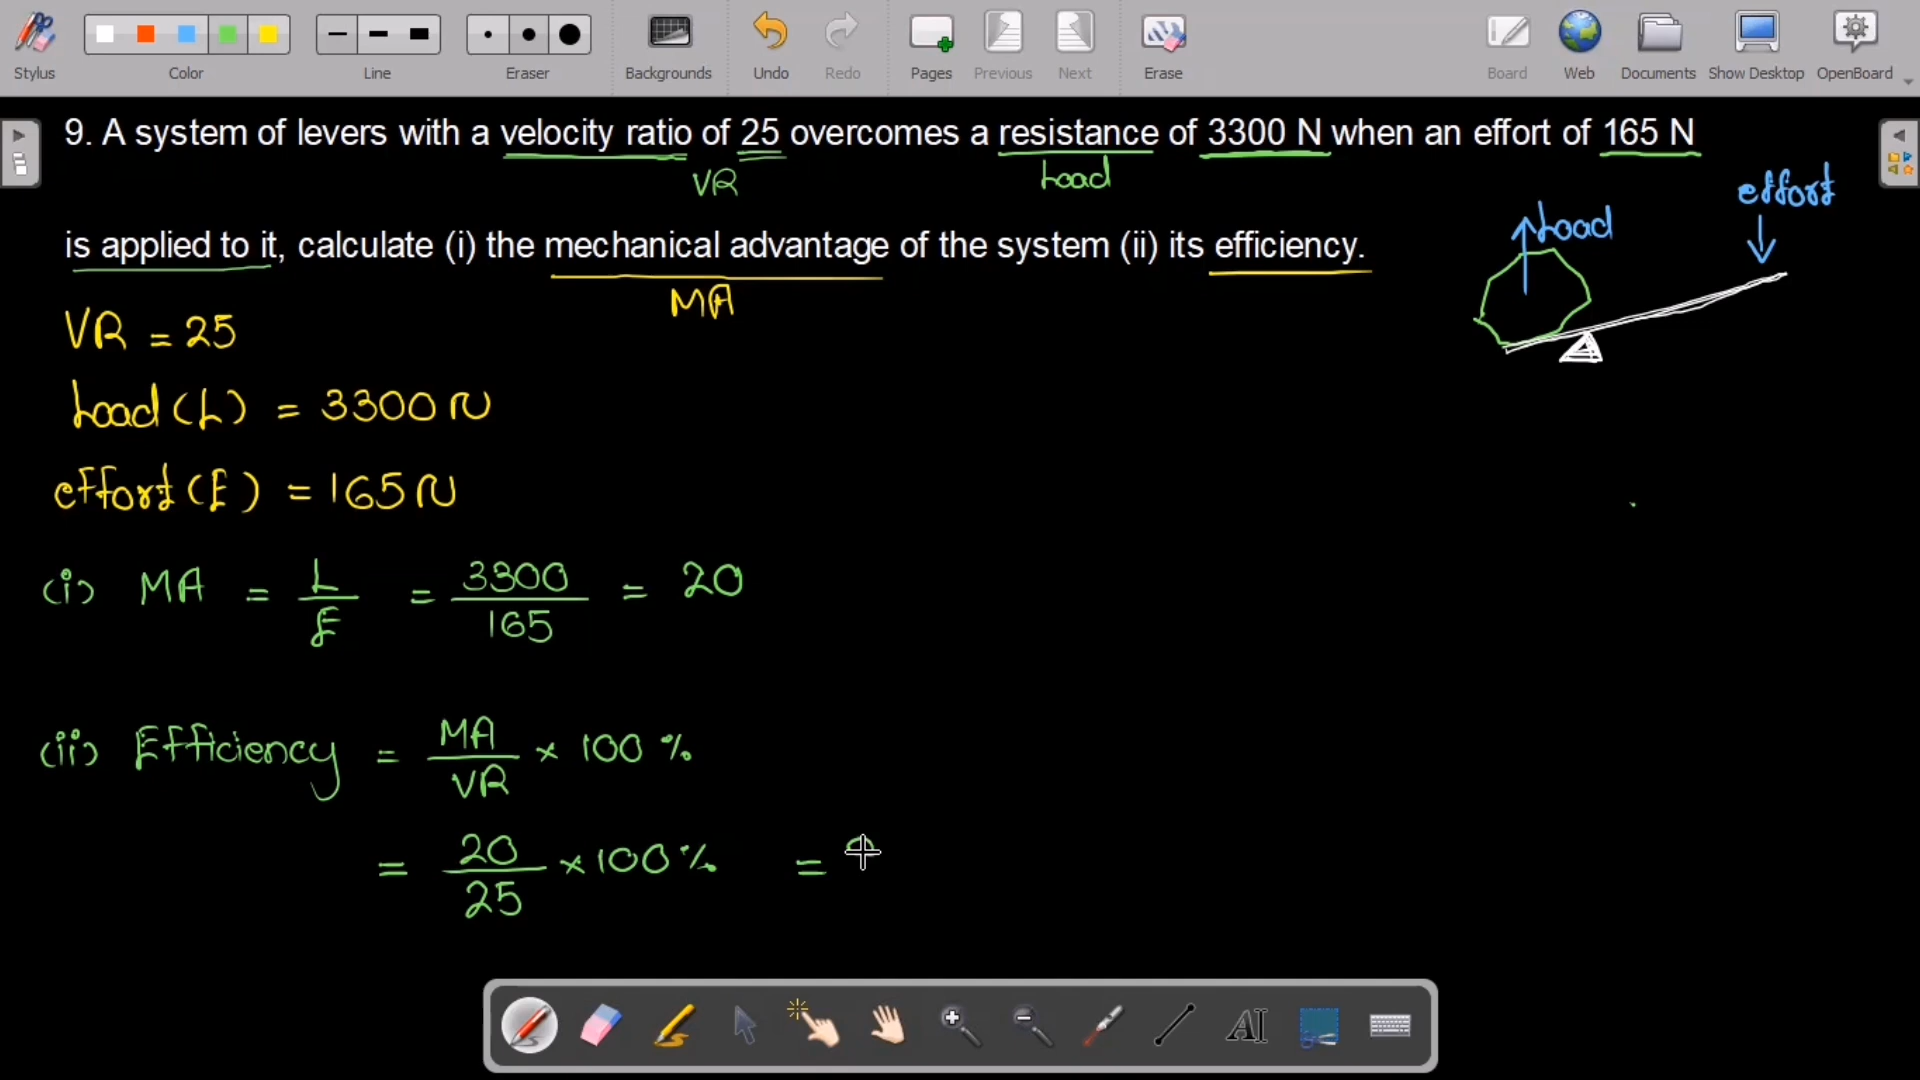 Stylus Color Line Eraser Backgrounds Undo Redo Pages Previous Next Erase Board Web Documents Show Desktop OpenBoard
9. A system of levers with a velocity ratio of 25 overcomes a resistance of 3300 N when an effort of 165 N
VR Load effort
is applied to it, calculate (i) the mechanical advantage of the system (ii) its efficiency.
Load
MA
VR = 25
Load (L) = 3300 N
effort (E) = 165 N
(i) MA = L/E = 3300/165 = 20
(ii) Efficiency = MA/VR × 100 %
= 20/25 × 100 % =
AI